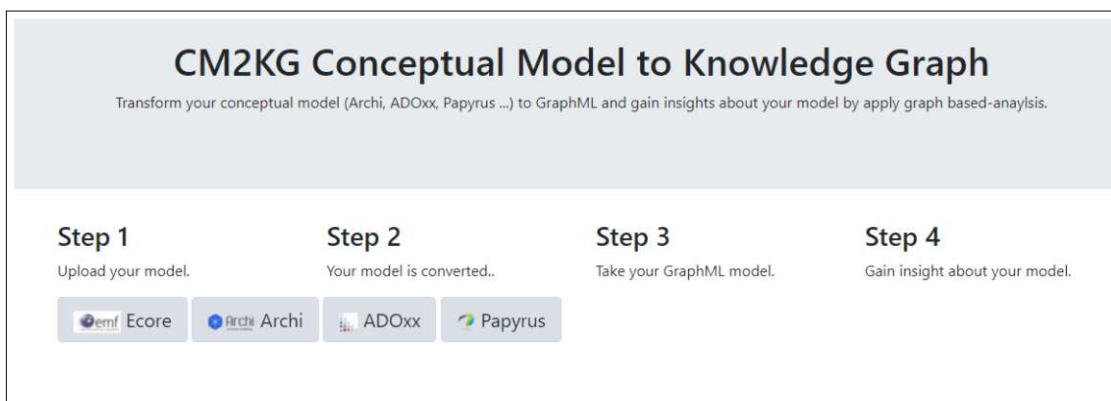 CM2KG Conceptual Model to Knowledge Graph
Transform your conceptual model (Archi, ADOxx, Papyrus ...) to GraphML and gain insights about your model by apply graph based-anaylsis.
Step 1
Upload your model.
Step 2
Your model is converted..
Step 3
Take your GraphML model.
Step 4
Gain insight about your model.
emf Ecore
Archi Archi
ADOxx
Papyrus